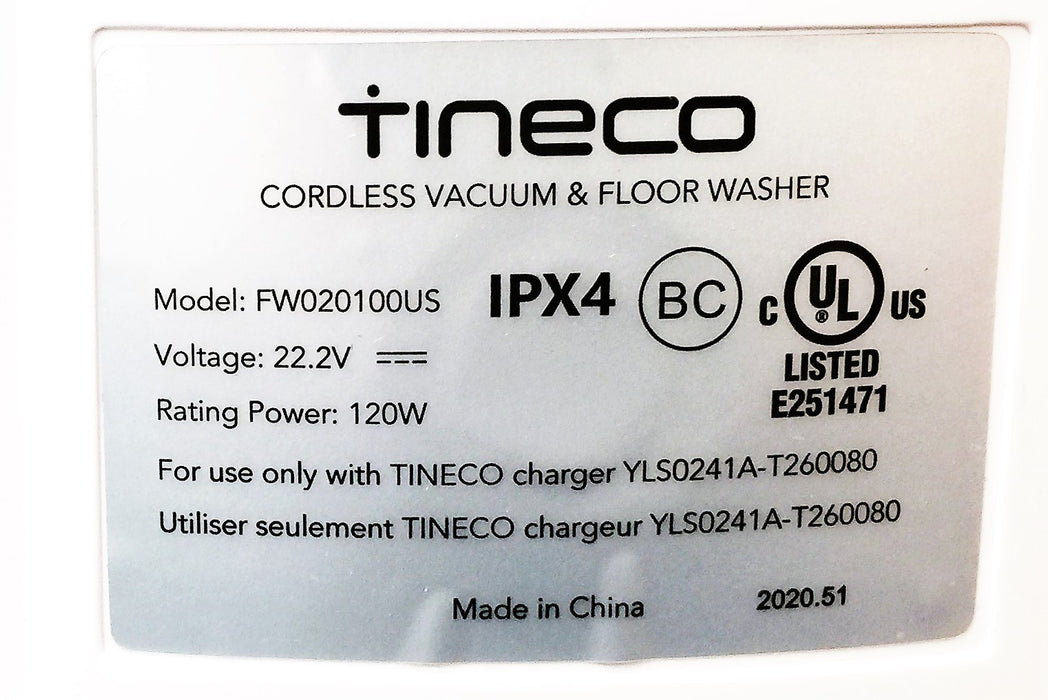 TINECO
CORDLESS VACUUM & FLOOR WASHER
Model: FW020100US
Voltage: 22.2V ⎓
Rating Power: 120W
IPX4
BC
C UL® US
LISTED
E251471
For use only with TINECO charger YLS0241A-T260080
Utiliser seulement TINECO chargeur YLS0241A-T260080
Made in China 2020.51